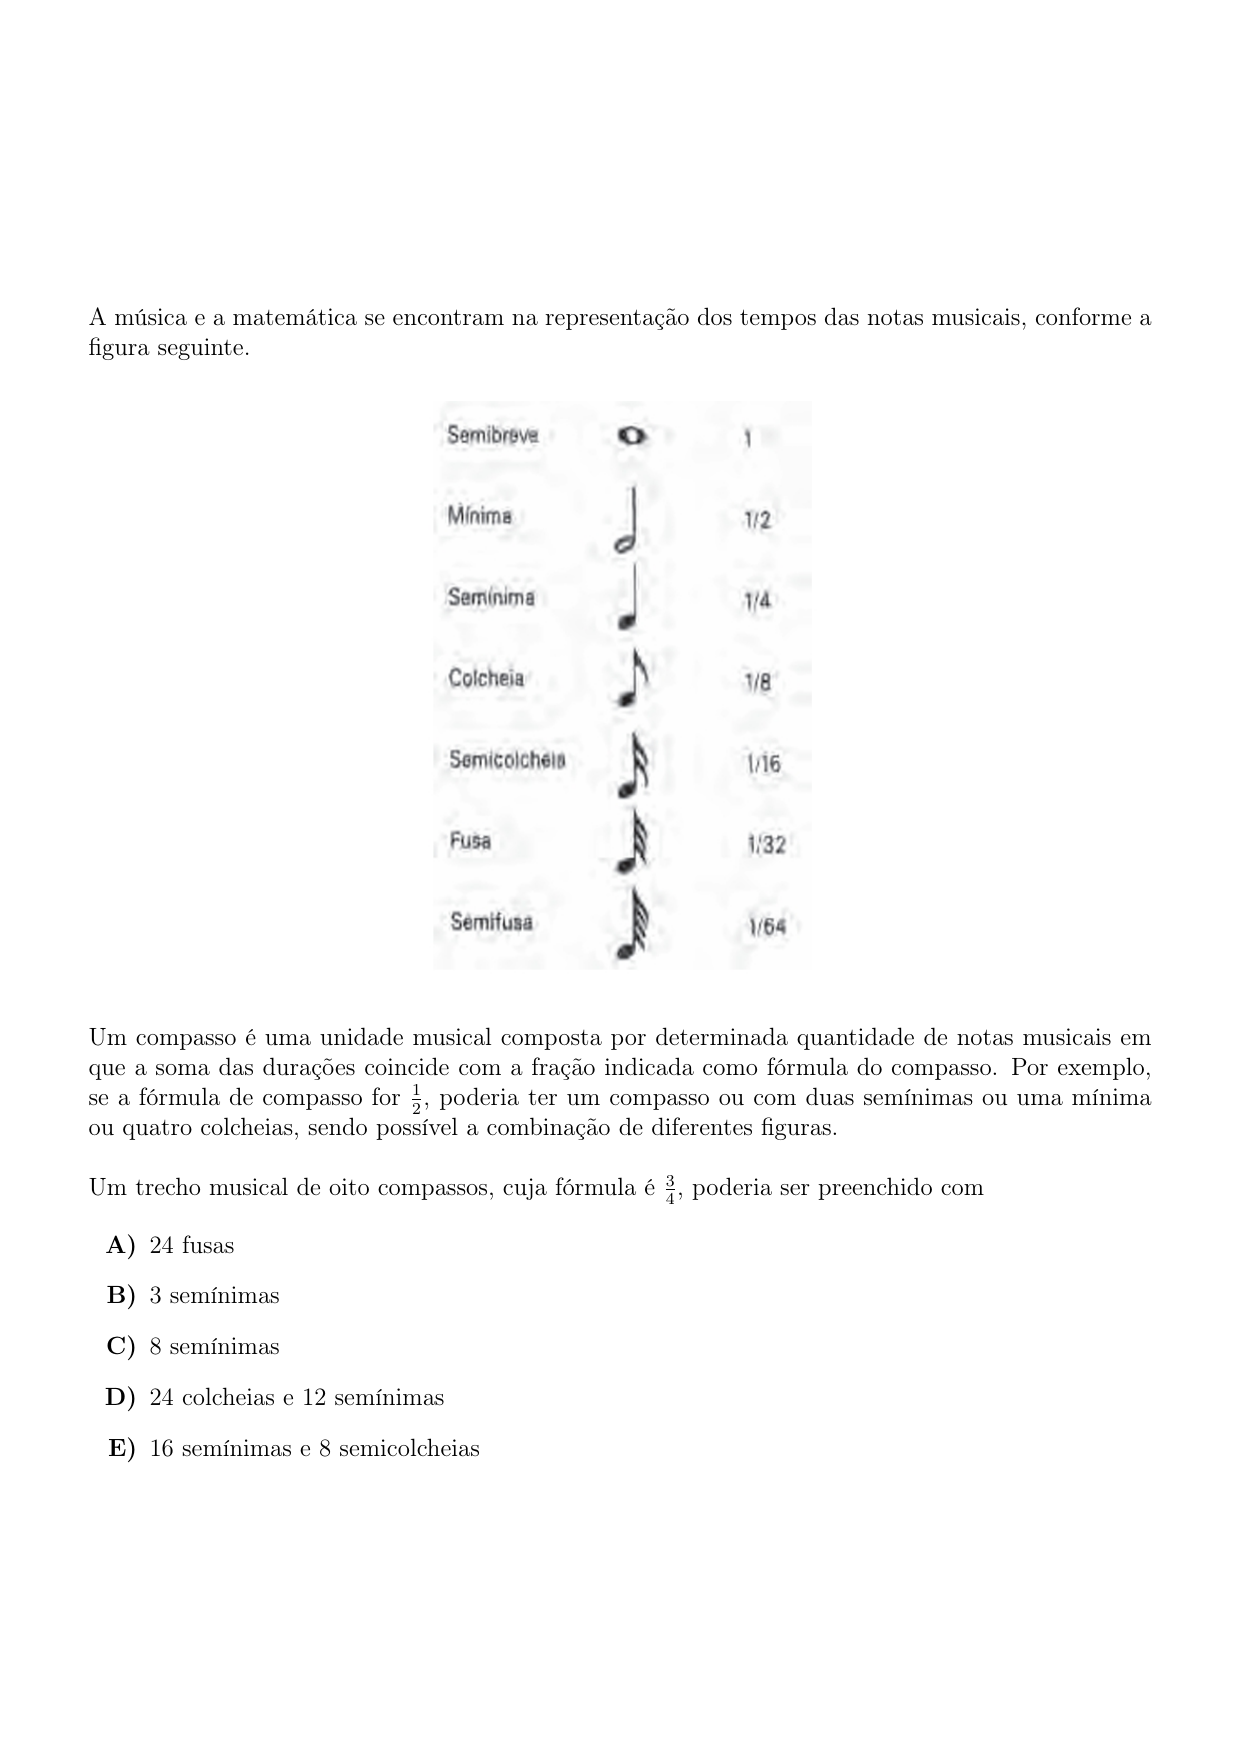 A música e a matemática se encontram na representação dos tempos das notas musicais, conforme a
figura seguinte.
Semibreve 1
Mínima 1/2
Semínima 1/4
Colcheia 1/8
Semicolcheia 1/16
Fusa 1/32
Semifusa 1/64
Um compasso é uma unidade musical composta por determinada quantidade de notas musicais em
que a soma das durações coincide com a fração indicada como fórmula do compasso. Por exemplo,
se a fórmula de compasso for 1/2, poderia ter um compasso ou com duas semínimas ou uma mínima
ou quatro colcheias, sendo possível a combinação de diferentes figuras.
Um trecho musical de oito compassos, cuja fórmula é 3/4, poderia ser preenchido com
A) 24 fusas
B) 3 semínimas
C) 8 semínimas
D) 24 colcheias e 12 semínimas
E) 16 semínimas e 8 semicolcheias